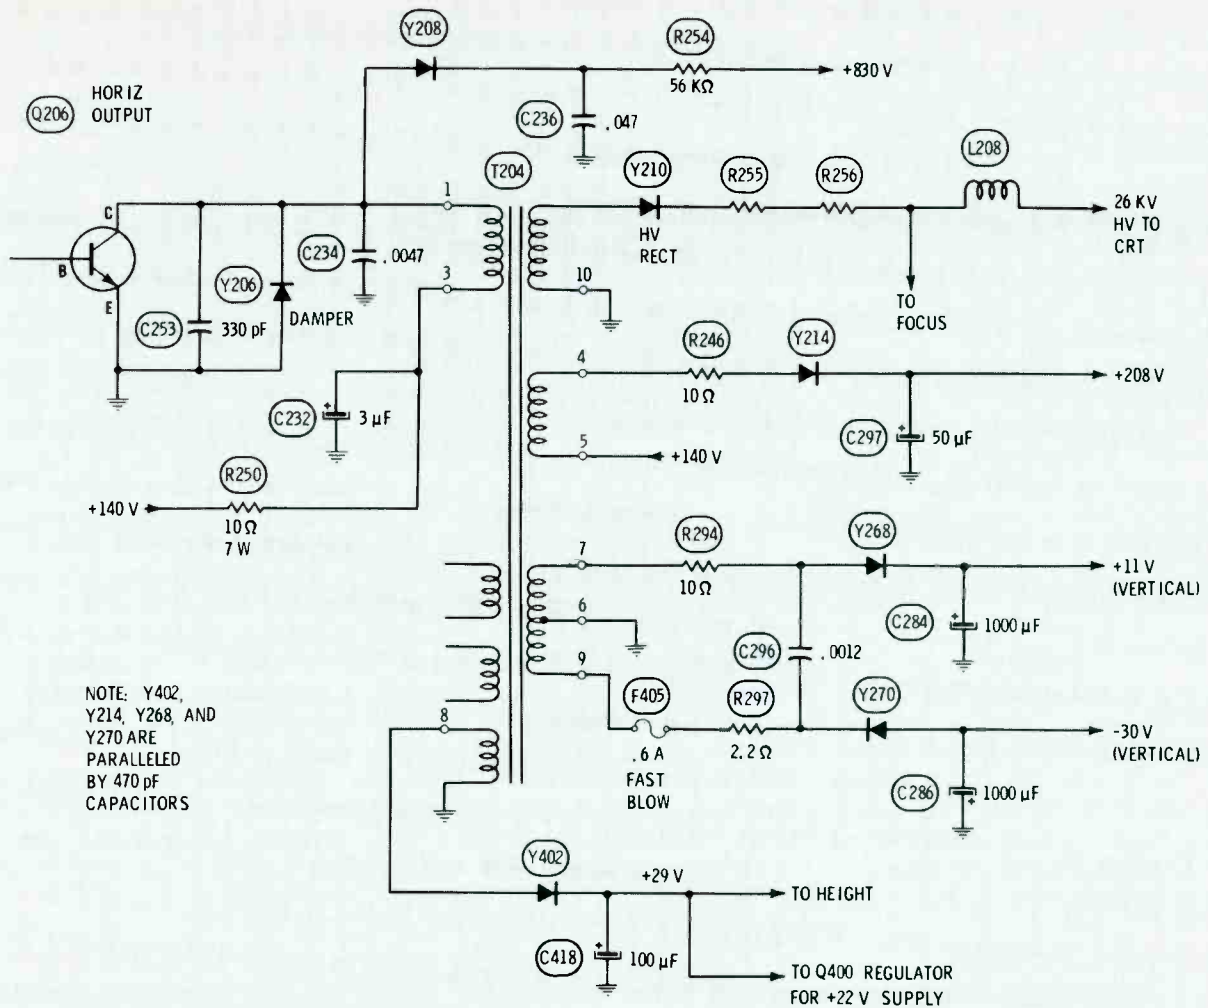 Y208
R254
+830 V
56 KΩ
Q206
HORIZ
OUTPUT
C236
.047
L208
T204
Y210
R255
R256
1
C
B
E
C234
.0047
HV
RECT
26 KV
HV TO
CRT
Y206
3
10
DAMPER
C253
330 pF
TO
FOCUS
R246
Y214
4
+208 V
10 Ω
C232
3 µF
C297
50 µF
5
+140 V
R250
+140 V
10 Ω
7 W
R294
Y268
7
+11 V
(VERTICAL)
10 Ω
6
C284
1000 µF
C296
.0012
9
F405
R297
Y270
NOTE: Y402,
Y214, Y268, AND
Y270 ARE
PARALLELED
BY 470 pF
CAPACITORS
8
-30 V
(VERTICAL)
.6 A
FAST
BLOW
2.2 Ω
C286
1000 µF
Y402
+29 V
TO HEIGHT
C418
100 µF
TO Q400 REGULATOR
FOR +22 V SUPPLY